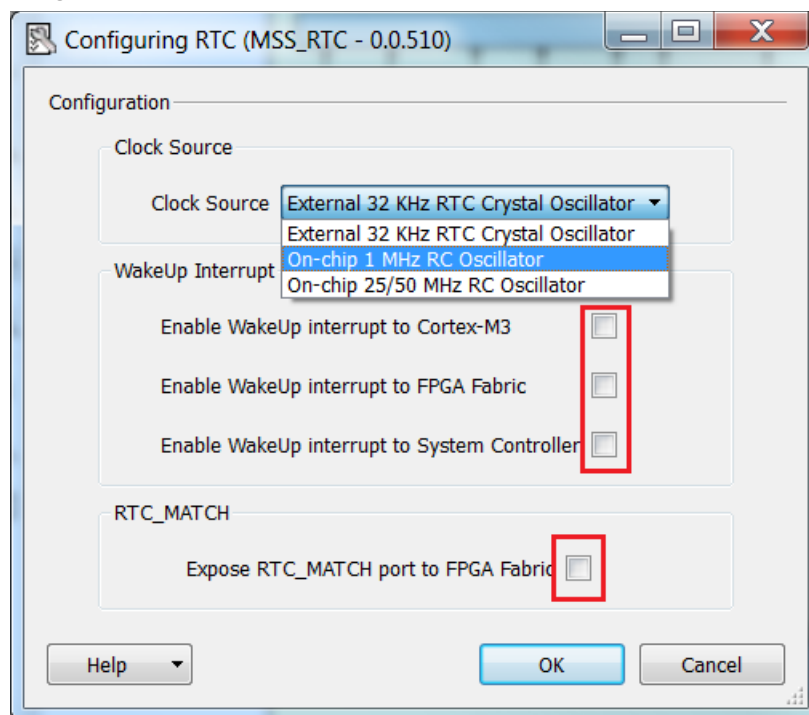 Configuring RTC (MSS_RTC - 0.0.510)
Configuration
Clock Source
Clock Source External 32 KHz RTC Crystal Oscillator
External 32 KHz RTC Crystal Oscillator
On-chip 1 MHz RC Oscillator
WakeUp Interrupt
On-chip 25/50 MHz RC Oscillator
Enable WakeUp interrupt to Cortex-M3
Enable WakeUp interrupt to FPGA Fabric
Enable WakeUp interrupt to System Controller
RTC_MATCH
Expose RTC_MATCH port to FPGA Fabric
Help OK Cancel